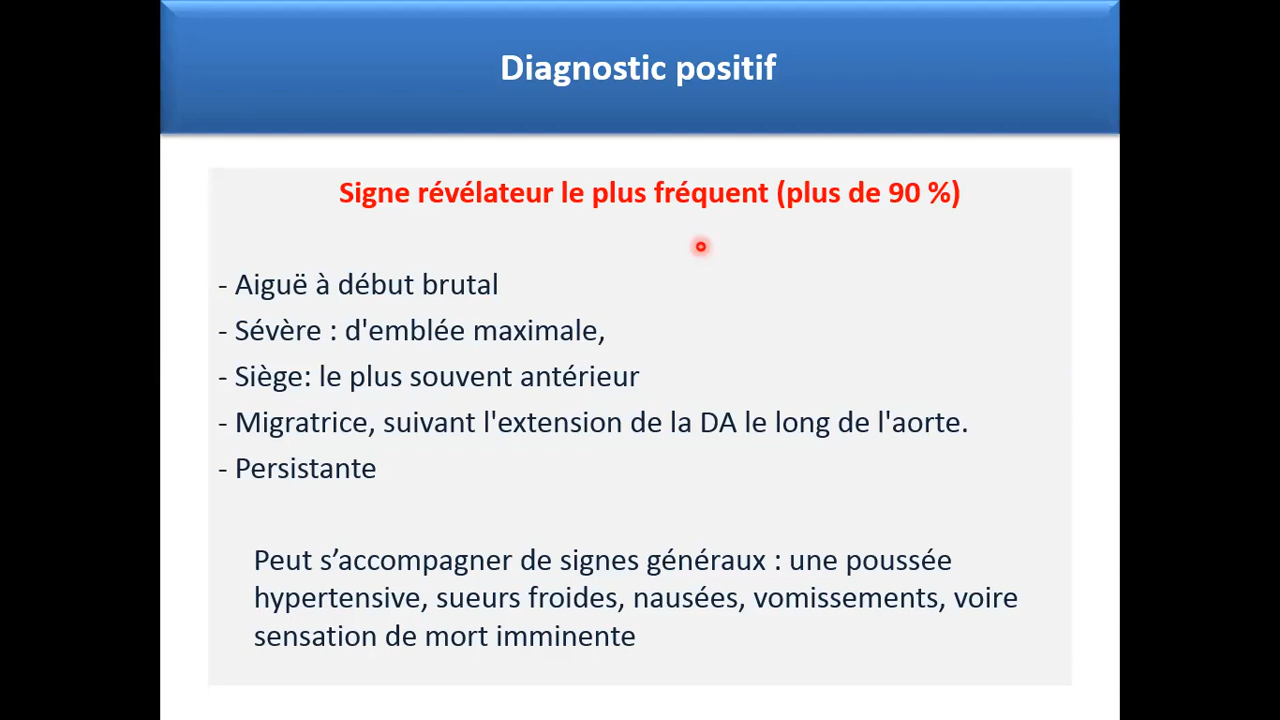 Diagnostic positif
Signe révélateur le plus fréquent (plus de 90 %)
- Aiguë à début brutal
- Sévère : d'emblée maximale,
- Siège: le plus souvent antérieur
- Migratrice, suivant l'extension de la DA le long de l'aorte.
- Persistante
Peut s’accompagner de signes généraux : une poussée
hypertensive, sueurs froides, nausées, vomissements, voire
sensation de mort imminente